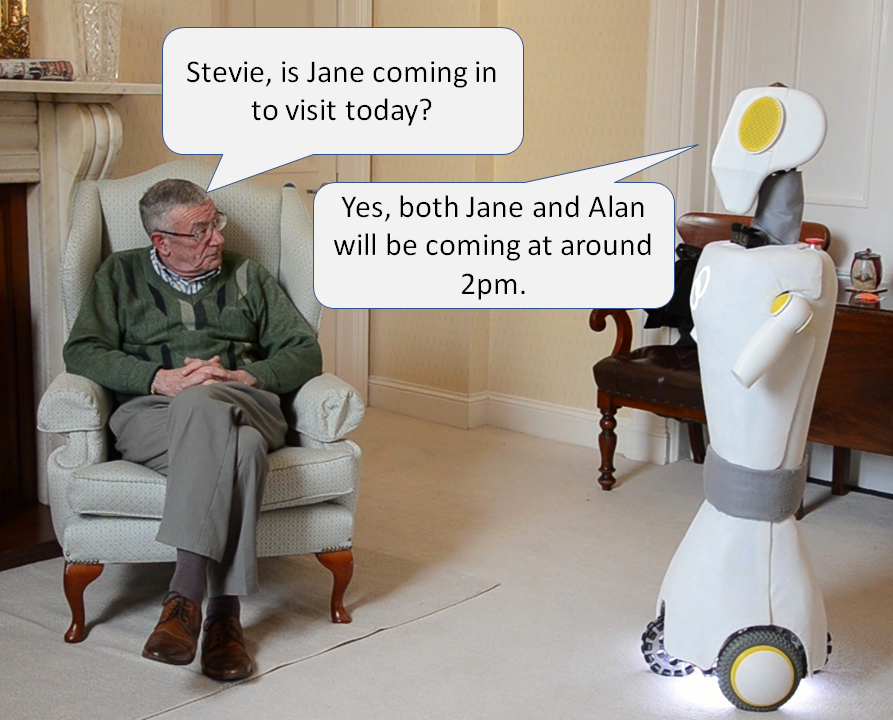 Stevie, is Jane coming in
to visit today?
Yes, both Jane and Alan
will be coming at around
2pm.